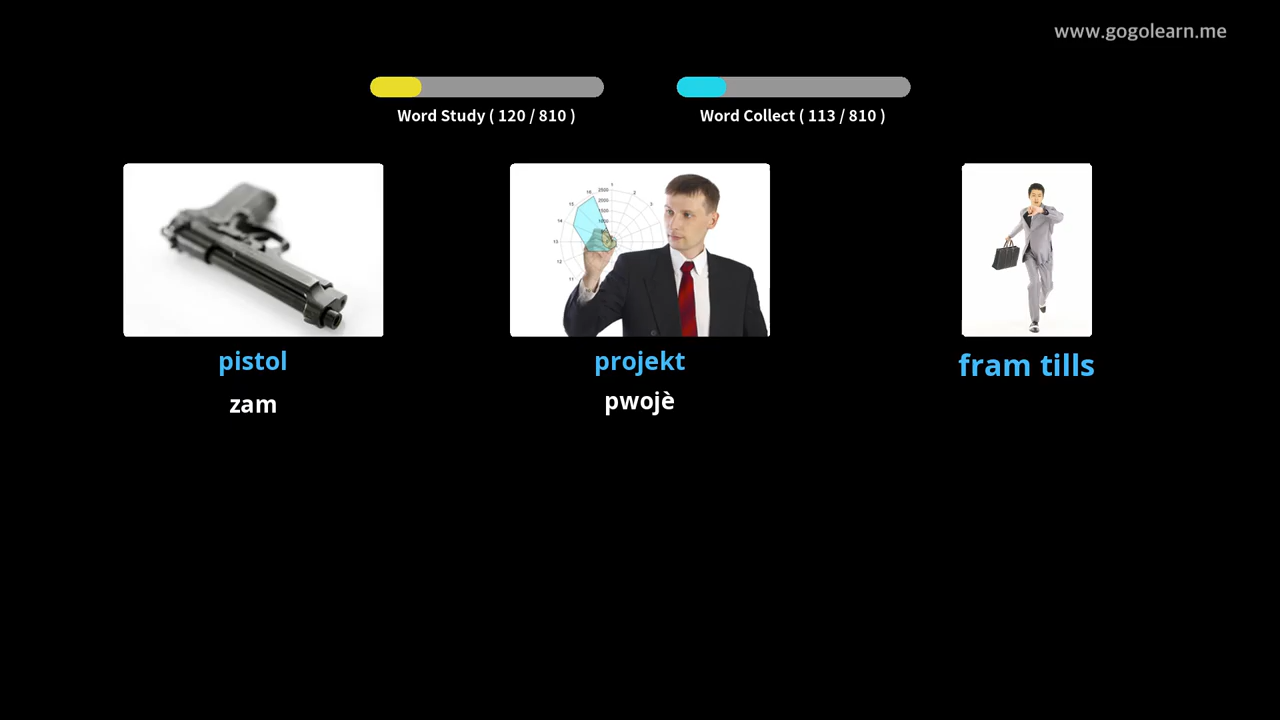 www.gogolearn.me
Word Study ( 120 / 810 )
Word Collect ( 113 / 810 )
pistol
projekt
fram tills
zam
pwojè